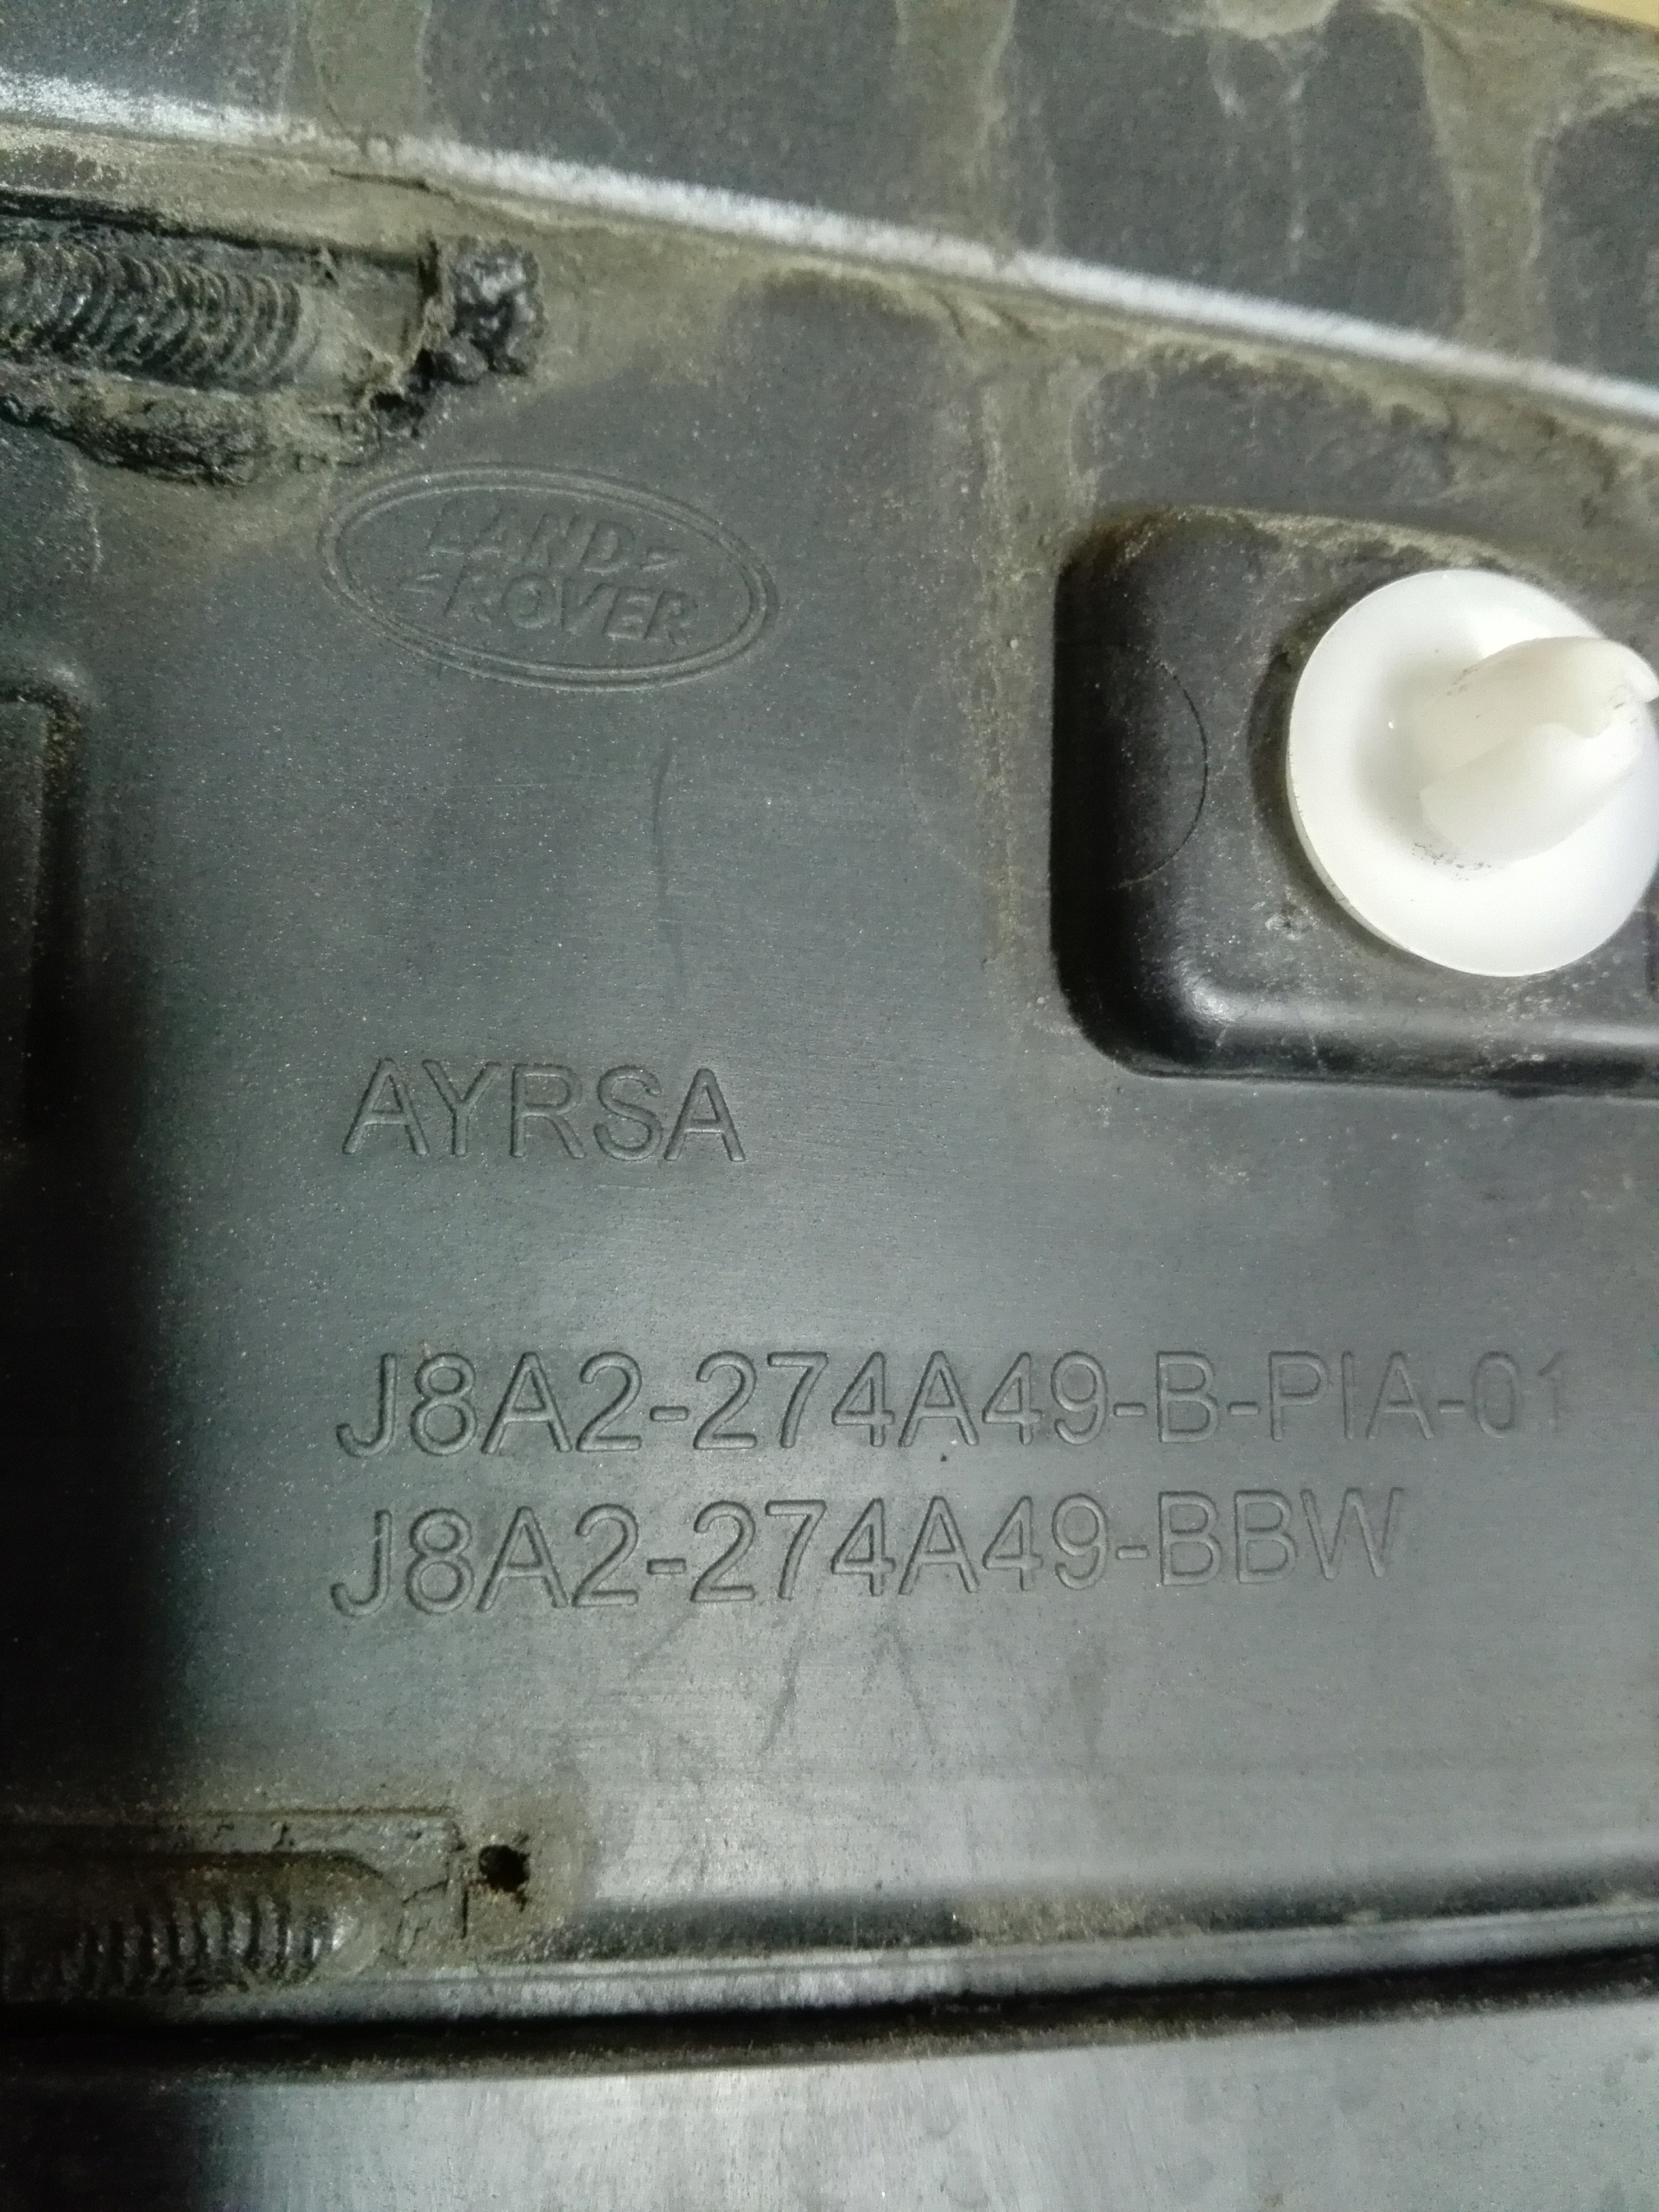 LAND
ROVER
AYRSA
J8A2-274A49-B-PIA-01
J8A2-274A49-BBW